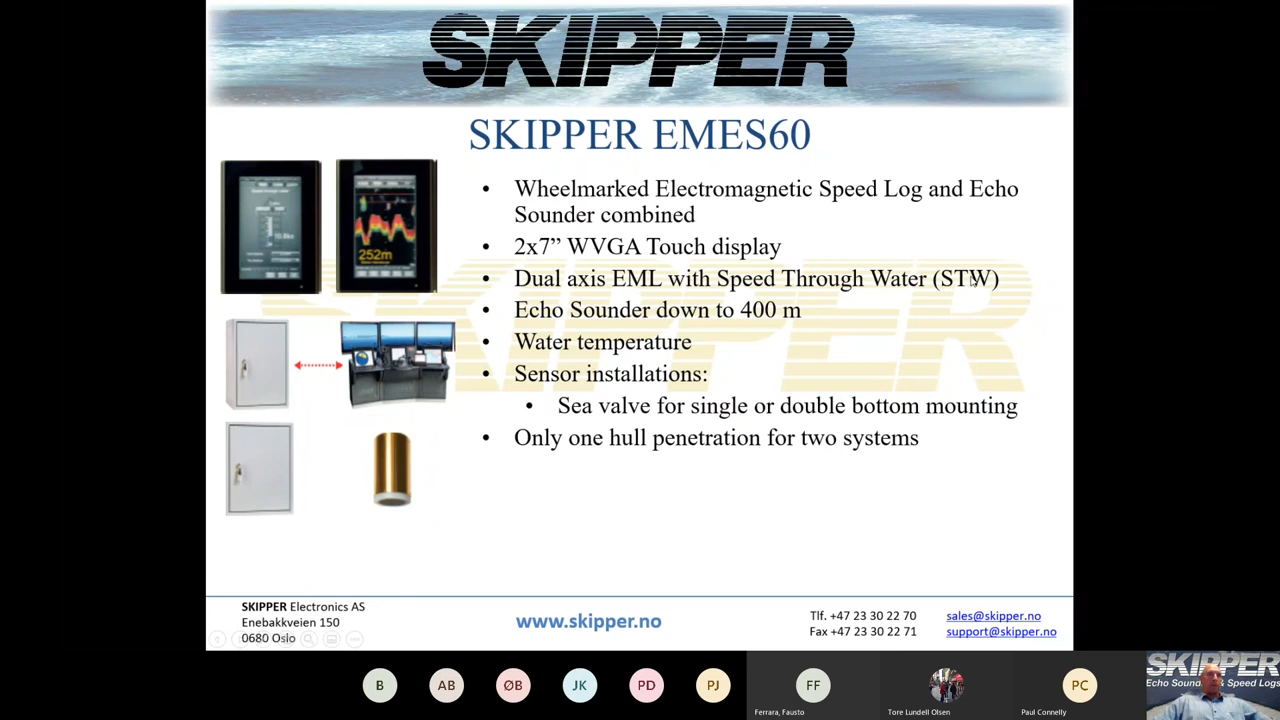 SKIPPER
SKIPPER EMES60
• Wheelmarked Electromagnetic Speed Log and Echo
Sounder combined
• 2x7” WVGA Touch display
• Dual axis EML with Speed Through Water (STW)
• Echo Sounder down to 400 m
• Water temperature
• Sensor installations:
• Sea valve for single or double bottom mounting
• Only one hull penetration for two systems
252m
SKIPPER
SKIPPER Electronics AS
Enebakkveien 150
0680 Oslo
www.skipper.no
Tlf. +47 23 30 22 70
Fax +47 23 30 22 71
sales@skipper.no
support@skipper.no
B
AB
ØB
JK
PD
PJ
FF
Ferrara, Fausto
Tore Lundell Olsen
PC
Paul Connelly
SKIPPER
Echo Soun Speed Logs